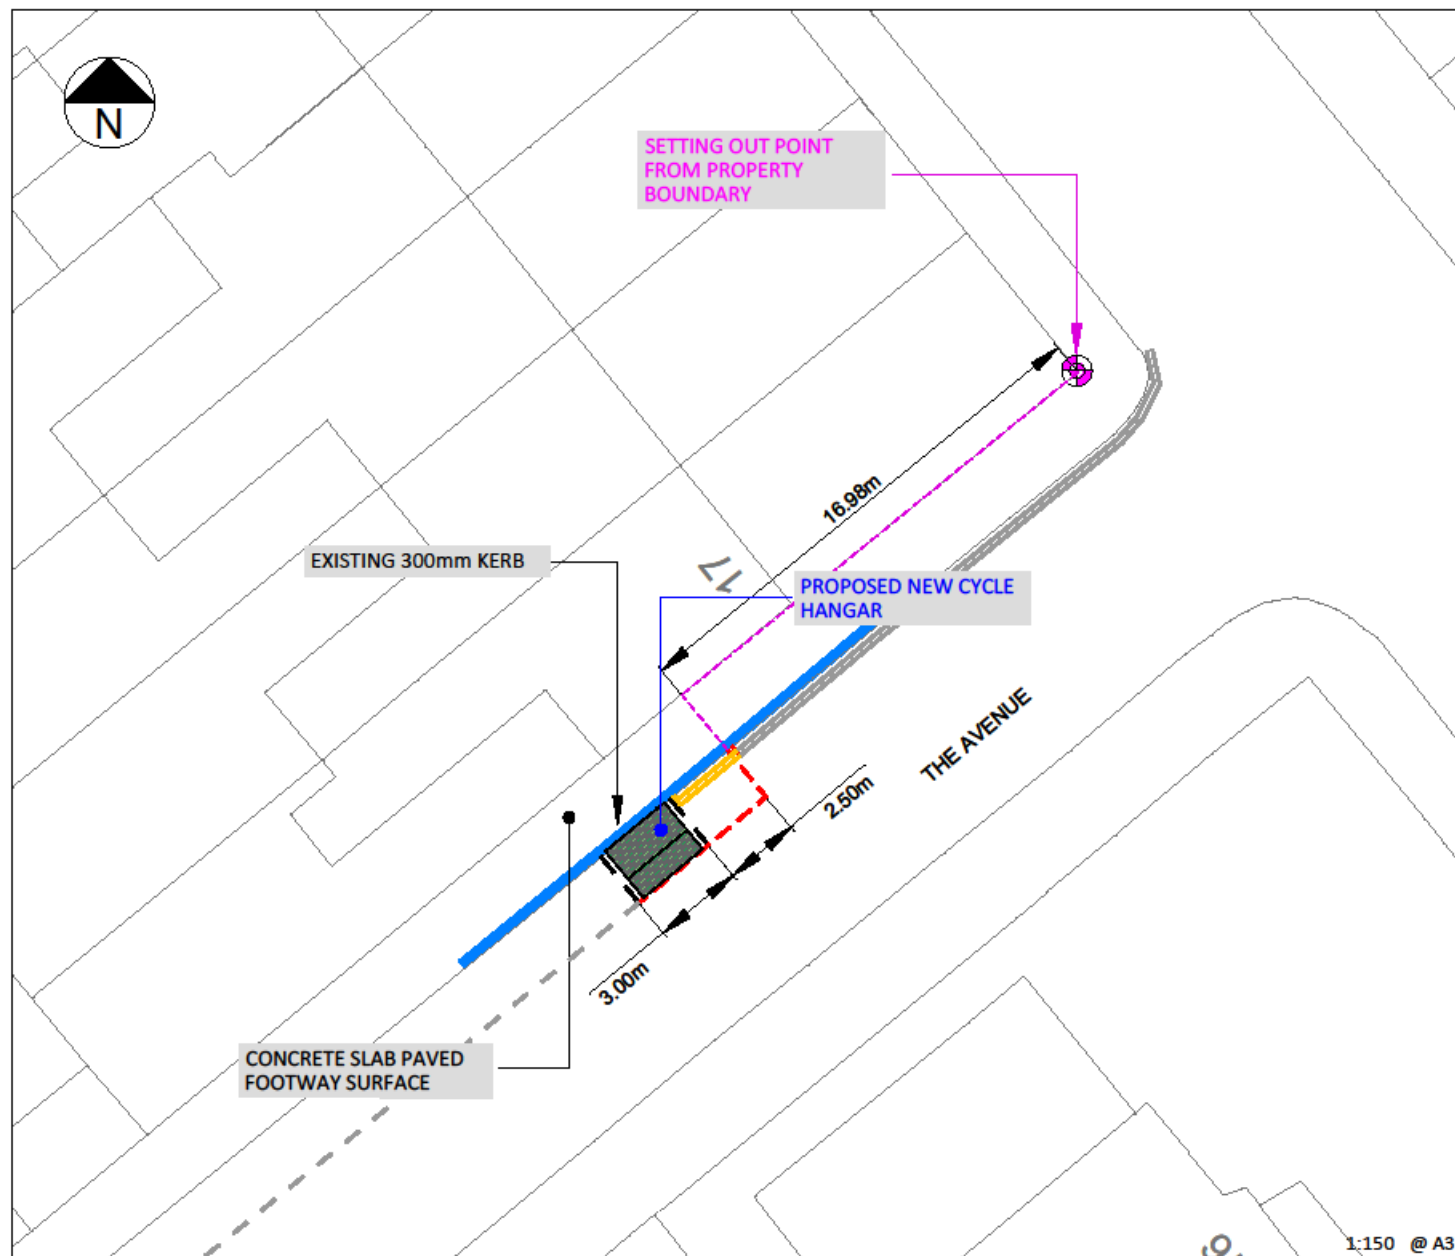 N
SETTING OUT POINT
FROM PROPERTY
BOUNDARY
16.98m
EXISTING 300mm KERB
17
PROPOSED NEW CYCLE
HANGAR
THE AVENUE
2.50m
3.00m
CONCRETE SLAB PAVED
FOOTWAY SURFACE
1:150 @ A3